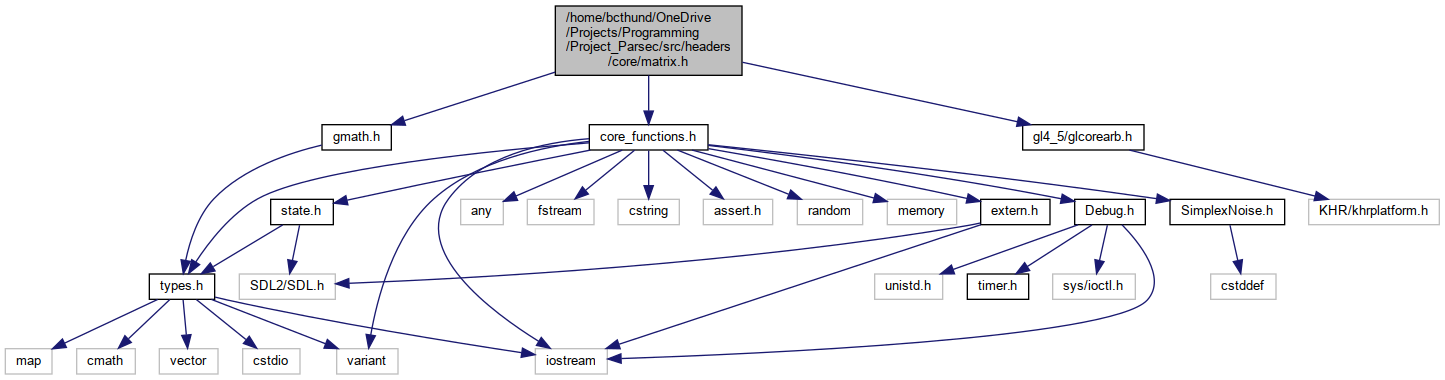 /home/bcthund/OneDrive
/Projects/Programming
/Project_Parsec/src/headers
/core/matrix.h
gmath.h
core_functions.h
gl4_5/glcorearb.h
state.h
any
fstream
cstring
assert.h
random
memory
extern.h
Debug.h
SimplexNoise.h
KHR/khrplatform.h
types.h
SDL2/SDL.h
unistd.h
timer.h
sys/ioctl.h
cstddef
map
cmath
vector
cstdio
variant
iostream